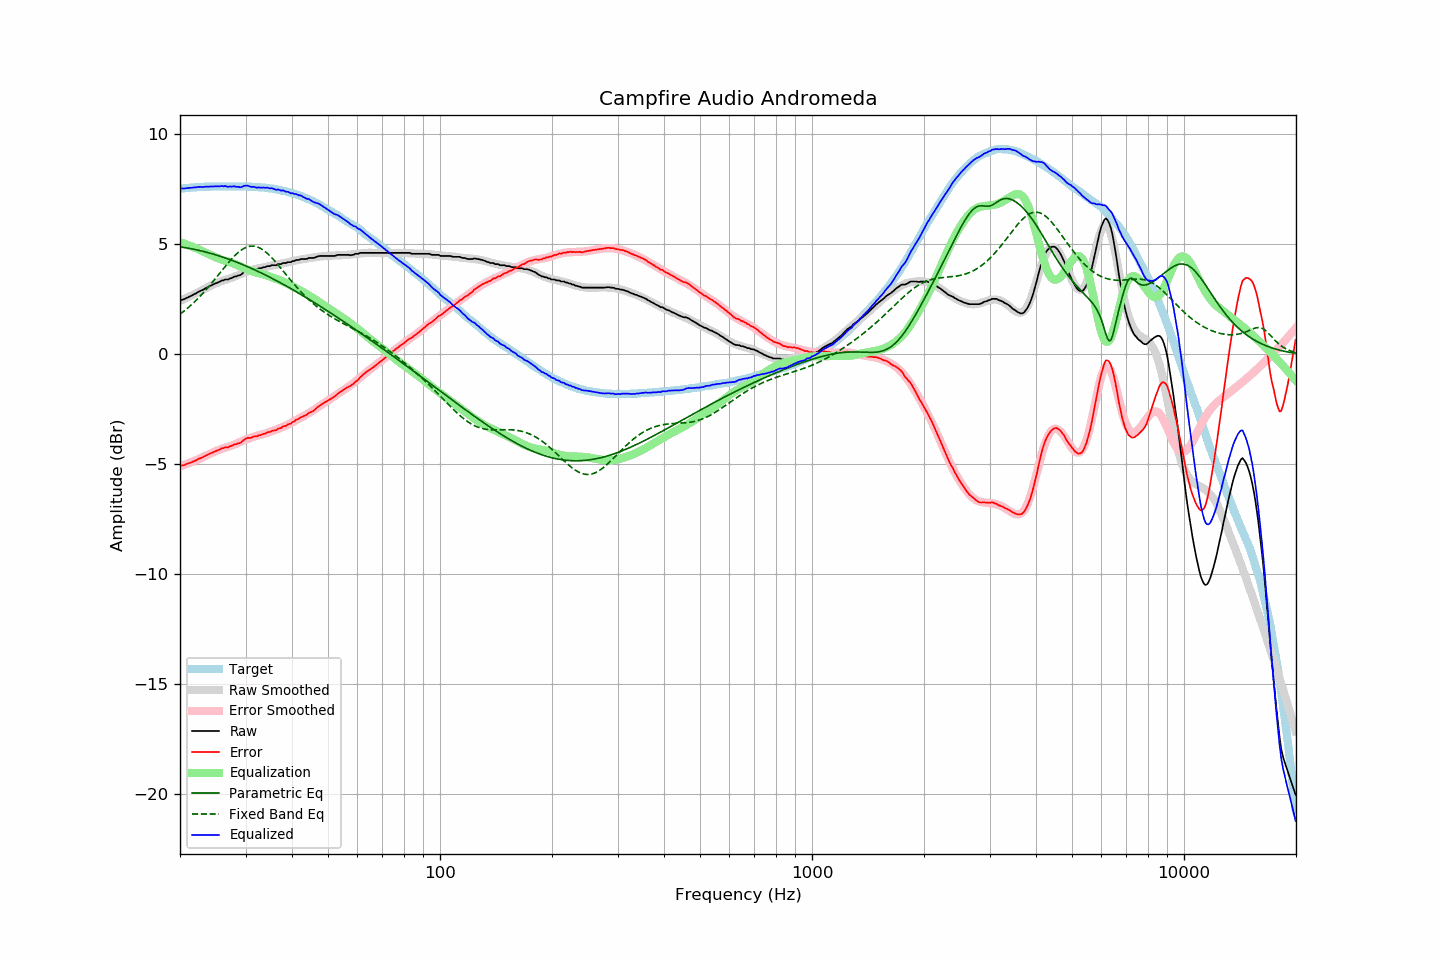 Campfire Audio Andromeda
10
5
0
−5
−10
−15
−20
Amplitude (dBr)
Target
Raw Smoothed
Error Smoothed
Raw
Error
Equalization
Parametric Eq
Fixed Band Eq
Equalized
100
1000
10000
Frequency (Hz)